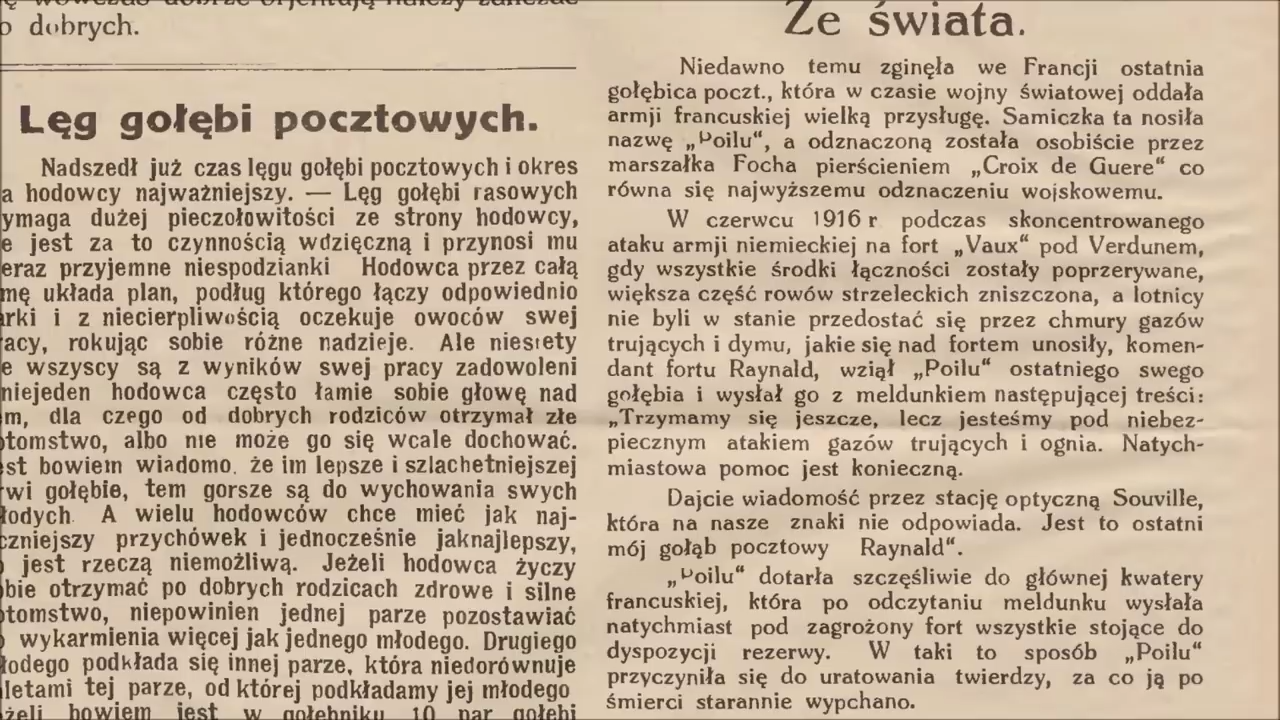 dobrych.
Lęg gołębi pocztowych.
Nadszedł już czas lęgu gołębi pocztowych i okres
a hodowcy najważniejszy. — Lęg gołębi rasowych
ymaga dużej pieczołowitości ze strony hodowcy,
e jest za to czynnością wdzięczną i przynosi mu
eraz przyjemne niespodzianki Hodowca przez całą
mę układa plan, podług którego łączy odpowiednio
rki i z niecierpliwością oczekuje owoców swej
acy, rokując sobie różne nadzieje. Ale niestety
e wszyscy są z wyników swej pracy zadowoleni
niejeden hodowca często łamie sobie głowę nad
m, dla czego od dobrych rodziców otrzymał złe
otomstwo, albo nie może go się wcale dochować.
st bowiem wiadomo, że im lepsze i szlachetniejszej
rwi gołębie, tem gorsze są do wychowania swych
łodych. A wielu hodowców chce mieć jak naj-
czniejszy przychówek i jednocześnie jaknajlepszy,
jest rzeczą niemożliwą. Jeżeli hodowca życzy
bie otrzymać po dobrych rodzicach zdrowe i silne
otomstwo, niepowinien jednej parze pozostawiać
wykarmienia więcej jak jednego młodego. Drugiego
łodego podkłada się innej parze, która niedorównuje
letami tej parze, od której podkładamy jej młodego
żeli bowiem jest w gołębniku 10 par gołębi
Ze świata.
Niedawno temu zginęła we Francji ostatnia
gołębica poczt., która w czasie wojny światowej oddała
armji francuskiej wielką przysługę. Samiczka ta nosiła
nazwę „Poilu“, a odznaczoną została osobiście przez
marszałka Focha pierścieniem „Croix de Guere“ co
równa się najwyższemu odznaczeniu wojskowemu.
W czerwcu 1916 r podczas skoncentrowanego
ataku armji niemieckiej na fort „Vaux“ pod Verdunem,
gdy wszystkie środki łączności zostały poprzerywane,
większa część rowów strzeleckich zniszczona, a lotnicy
nie byli w stanie przedostać się przez chmury gazów
trujących i dymu, jakie się nad fortem unosiły, komen-
dant fortu Raynald, wziął „Poilu“ ostatniego swego
gołębia i wysłał go z meldunkiem następującej treści:
„Trzymamy się jeszcze, lecz jesteśmy pod niebez-
piecznym atakiem gazów trujących i ognia. Natych-
miastowa pomoc jest konieczną.
Dajcie wiadomość przez stację optyczną Souville,
która na nasze znaki nie odpowiada. Jest to ostatni
mój gołąb pocztowy Raynald“.
„Poilu“ dotarła szczęśliwie do głównej kwatery
francuskiej, która po odczytaniu meldunku wysłała
natychmiast pod zagrożony fort wszystkie stojące do
dyspozycji rezerwy. W taki to sposób „Poilu“
przyczyniła się do uratowania twierdzy, za co ją po
śmierci starannie wypchano.